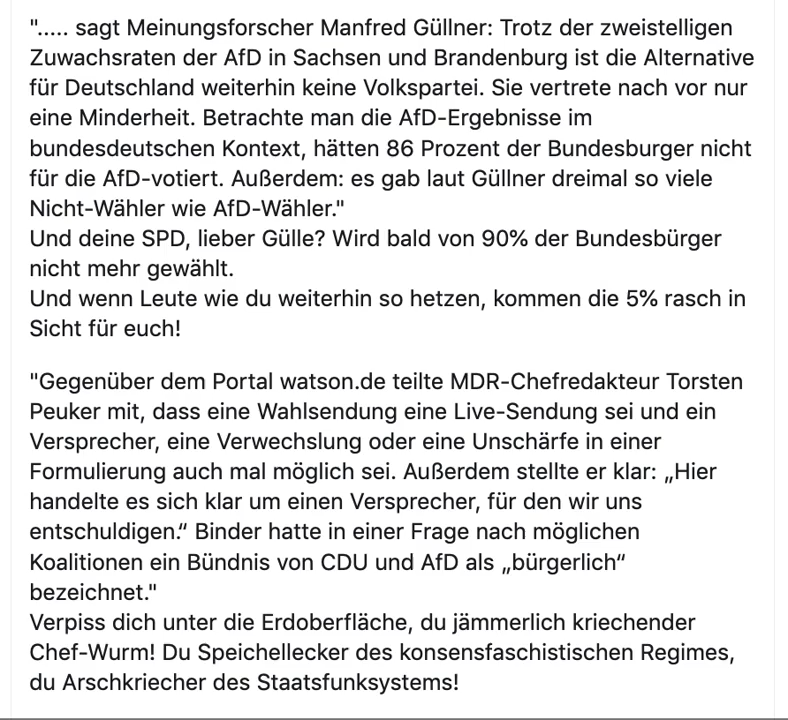 "..... sagt Meinungsforscher Manfred Güllner: Trotz der zweistelligen
Zuwachsraten der AfD in Sachsen und Brandenburg ist die Alternative
für Deutschland weiterhin keine Volkspartei. Sie vertrete nach vor nur
eine Minderheit. Betrachte man die AfD-Ergebnisse im
bundesdeutschen Kontext, hätten 86 Prozent der Bundesburger nicht
für die AfD-votiert. Außerdem: es gab laut Güllner dreimal so viele
Nicht-Wähler wie AfD-Wähler."
Und deine SPD, lieber Gülle? Wird bald von 90% der Bundesbürger
nicht mehr gewählt.
Und wenn Leute wie du weiterhin so hetzen, kommen die 5% rasch in
Sicht für euch!
"Gegenüber dem Portal watson.de teilte MDR-Chefredakteur Torsten
Peuker mit, dass eine Wahlsendung eine Live-Sendung sei und ein
Versprecher, eine Verwechslung oder eine Unschärfe in einer
Formulierung auch mal möglich sei. Außerdem stellte er klar: „Hier
handelte es sich klar um einen Versprecher, für den wir uns
entschuldigen.“ Binder hatte in einer Frage nach möglichen
Koalitionen ein Bündnis von CDU und AfD als „bürgerlich“
bezeichnet."
Verpiss dich unter die Erdoberfläche, du jämmerlich kriechender
Chef-Wurm! Du Speichellecker des konsensfaschistischen Regimes,
du Arschkriecher des Staatsfunksystems!